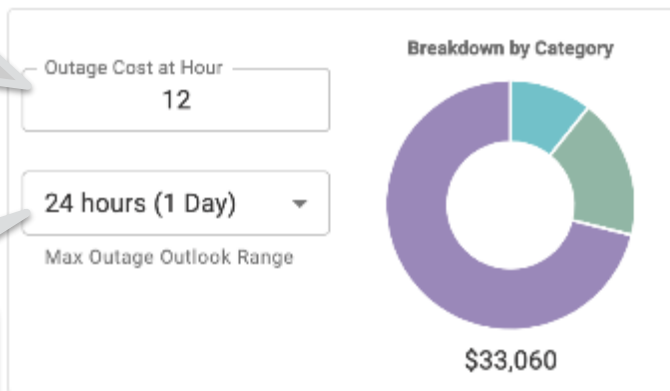 Outage Cost at Hour
12
24 hours (1 Day)
Max Outage Outlook Range
Breakdown by Category
$33,060